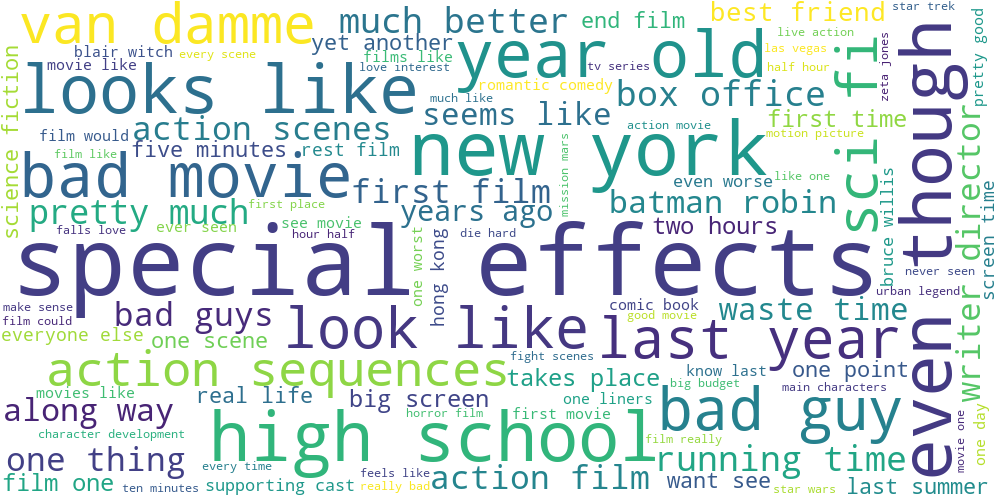 van damme
much better
end film
best friend
star trek
blair witch
every scene
yet another
year old
live action
las vegas
movie like
films like
tv series
half hour
love interest
looks like
romantic comedy
box office
much like
seems like
science fiction
film would
action scenes
new york
first time
action movie
motion picture
sci fi
zeta jones
even though
pretty good
five minutes
rest film
film like
bad movie
first film
mission mars
even worse
like one
pretty much
first place
years ago
batman robin
see movie
ever seen
falls love
hour half
die hard
two hours
special effects
one worst
hong kong
bruce willis
writer director
screen time
never seen
urban legend
make sense
film could
bad guys
look like
comic book
good movie
waste time
everyone else
one scene
last year
fight scenes
action sequences
takes place
know last
one point
big budget
main characters
movies like
real life
big screen
one liners
along way
horror film
first movie
bad guy
high school
character development
film really
movie one
one day
one thing
every time
feels like
action film
running time
want see
film one
ten minutes
supporting cast
really bad
star wars
last summer